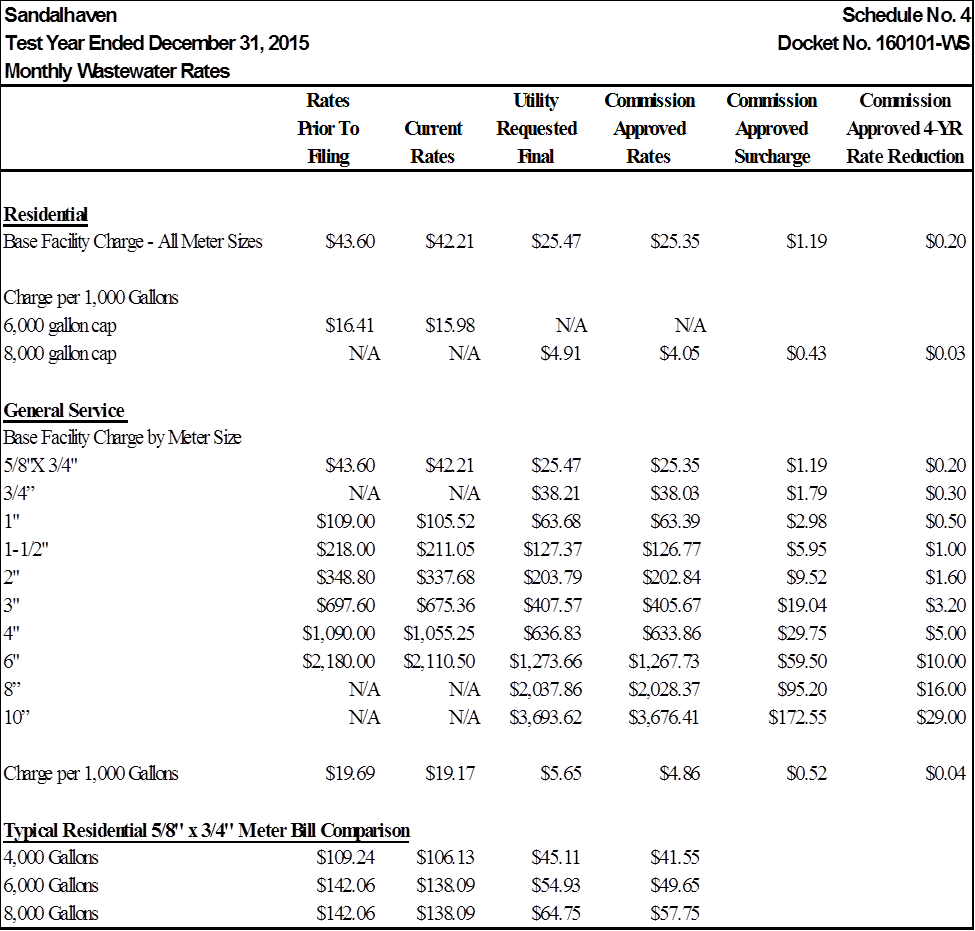 Sandalhaven Schedule No. 4
Test Year Ended December 31, 2015 Docket No. 160101-WS
Monthly Wastewater Rates
Rates Utility Commission Commission Commission
Prior To Current Requested Approved Approved Approved 4-YR
Filing Rates Final Rates Surcharge Rate Reduction
Residential
Base Facility Charge - All Meter Sizes $43.60 $42.21 $25.47 $25.35 $1.19 $0.20
Charge per 1,000 Gallons
6,000 gallon cap $16.41 $15.98 N/A N/A
8,000 gallon cap N/A N/A $4.91 $4.05 $0.43 $0.03
General Service
Base Facility Charge by Meter Size
5/8"X 3/4" $43.60 $42.21 $25.47 $25.35 $1.19 $0.20
3/4” N/A N/A $38.21 $38.03 $1.79 $0.30
1" $109.00 $105.52 $63.68 $63.39 $2.98 $0.50
1-1/2" $218.00 $211.05 $127.37 $126.77 $5.95 $1.00
2" $348.80 $337.68 $203.79 $202.84 $9.52 $1.60
3" $697.60 $675.36 $407.57 $405.67 $19.04 $3.20
4" $1,090.00 $1,055.25 $636.83 $633.86 $29.75 $5.00
6" $2,180.00 $2,110.50 $1,273.66 $1,267.73 $59.50 $10.00
8” N/A N/A $2,037.86 $2,028.37 $95.20 $16.00
10” N/A N/A $3,693.62 $3,676.41 $172.55 $29.00
Charge per 1,000 Gallons $19.69 $19.17 $5.65 $4.86 $0.52 $0.04
Typical Residential 5/8" x 3/4" Meter Bill Comparison
4,000 Gallons $109.24 $106.13 $45.11 $41.55
6,000 Gallons $142.06 $138.09 $54.93 $49.65
8,000 Gallons $142.06 $138.09 $64.75 $57.75